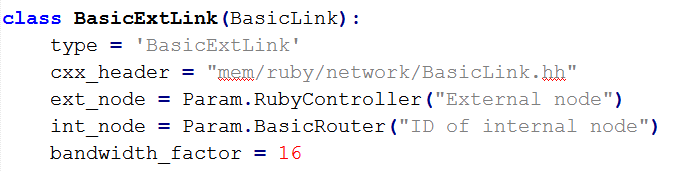 class BasicExtLink(BasicLink):
    type = 'BasicExtLink'
    cxx_header = "mem/ruby/network/BasicLink.hh"
    ext_node = Param.RubyController("External node")
    int_node = Param.BasicRouter("ID of internal node")
    bandwidth_factor = 16